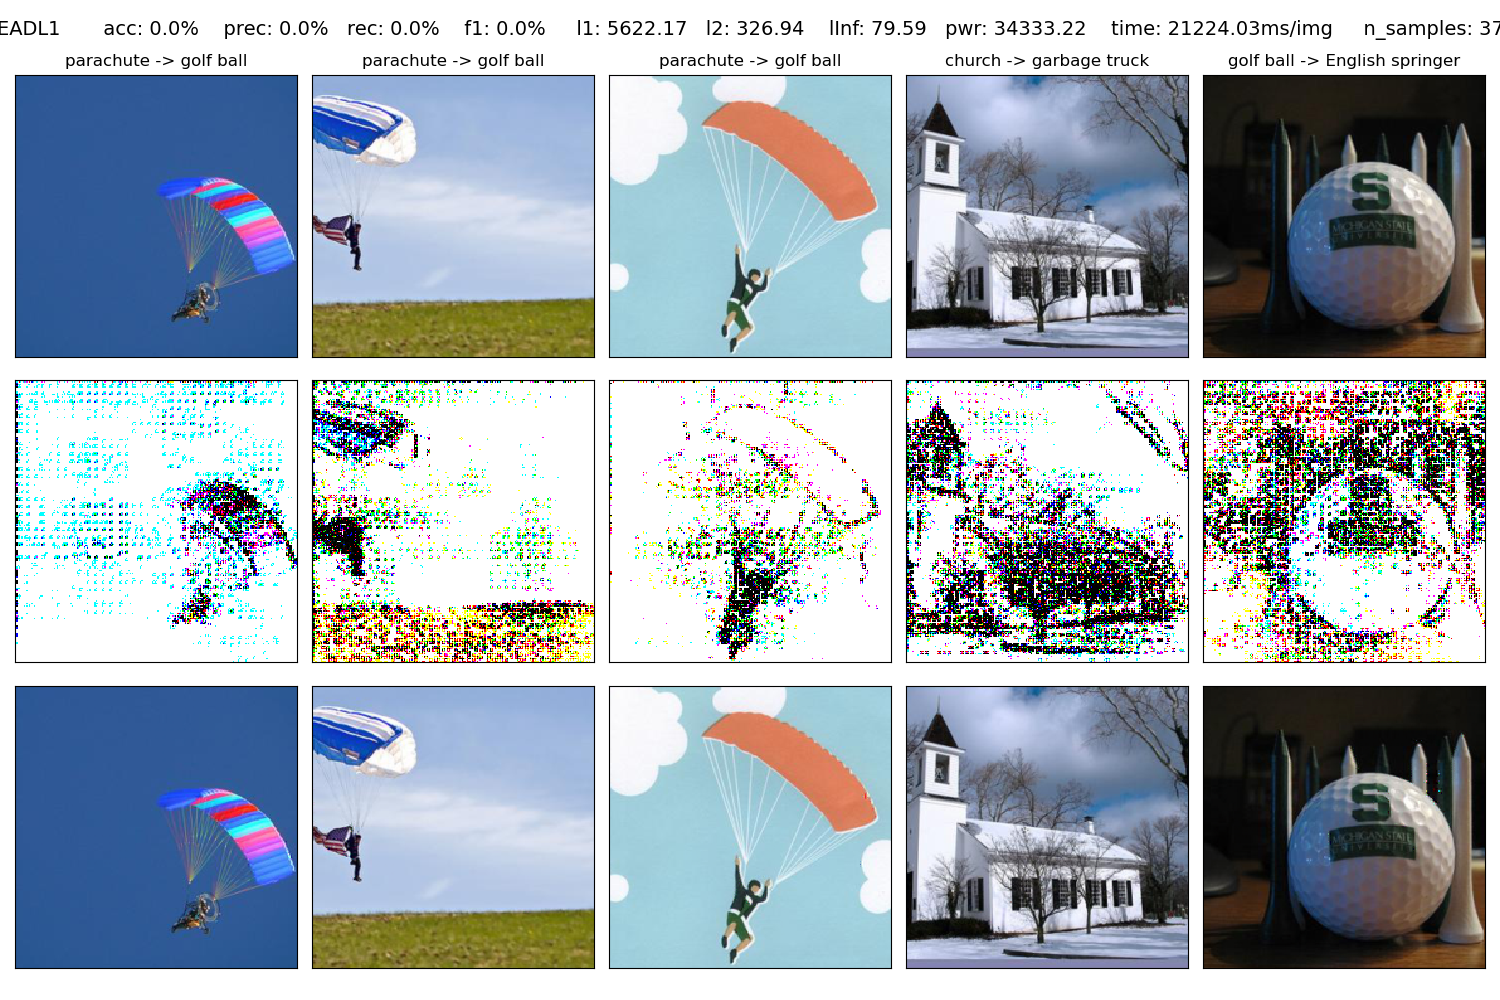 EADL1 acc: 0.0% prec: 0.0% rec: 0.0% f1: 0.0% l1: 5622.17 l2: 326.94 lInf: 79.59 pwr: 34333.22 time: 21224.03ms/img n_samples: 37
parachute -> golf ball
parachute -> golf ball
parachute -> golf ball
church -> garbage truck
golf ball -> English springer
S
MICHIGAN STATE
UNIVERSITY
S
MICHIGAN STATE
UNIVERSITY